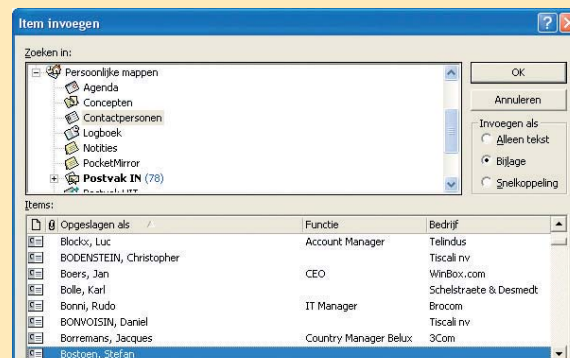 Item invoegen
Zoeken in:
Persoonlijke mappen
Agenda
Concepten
Contactpersonen
Logboek
Notities
PocketMirror
Postvak IN (78)
Postvak UIT
OK
Annuleren
Invoegen als
Alleen tekst
Bijlage
Snelkoppeling
Items:
Opgeslagen als Functie Bedrijf
Blockx, Luc Account Manager Telindus
BODENSTEIN, Christopher Tiscali nv
Boers, Jan CEO WinBox.com
Bolle, Karl Schelstraete & Desmedt
Bonni, Rudo IT Manager Brocom
BONVOISIN, Daniel Tiscali nv
Borremans, Jacques Country Manager Belux 3Com
Bostoen, Stefan